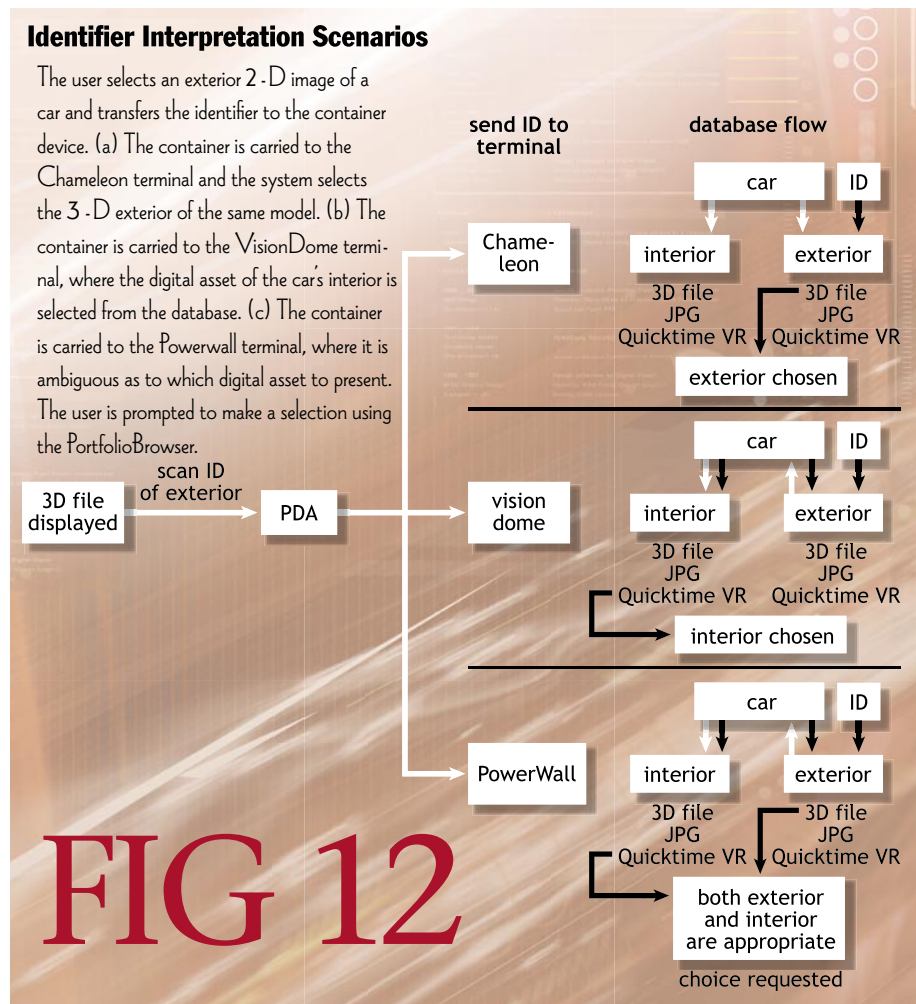 Identifier Interpretation Scenarios
The user selects an exterior 2-D image of a
car and transfers the identifier to the container
device. (a) The container is carried to the
Chameleon terminal and the system selects
the 3-D exterior of the same model. (b) The
container is carried to the VisionDome termi-
nal, where the digital asset of the car's interior is
selected from the database. (c) The container
is carried to the Powerwall terminal, where it is
ambiguous as to which digital asset to present.
The user is prompted to make a selection using
the PortfolioBrowser.
3D file
displayed
scan ID
of exterior
PDA
send ID to
terminal
database flow
Chame-
leon
car
ID
interior
exterior
3D file
JPG
Quicktime VR
3D file
JPG
Quicktime VR
exterior chosen
vision
dome
car
ID
interior
exterior
3D file
JPG
Quicktime VR
3D file
JPG
Quicktime VR
interior chosen
PowerWall
car
ID
interior
exterior
3D file
JPG
Quicktime VR
3D file
JPG
Quicktime VR
both exterior
and interior
are appropriate
choice requested
FIG 12